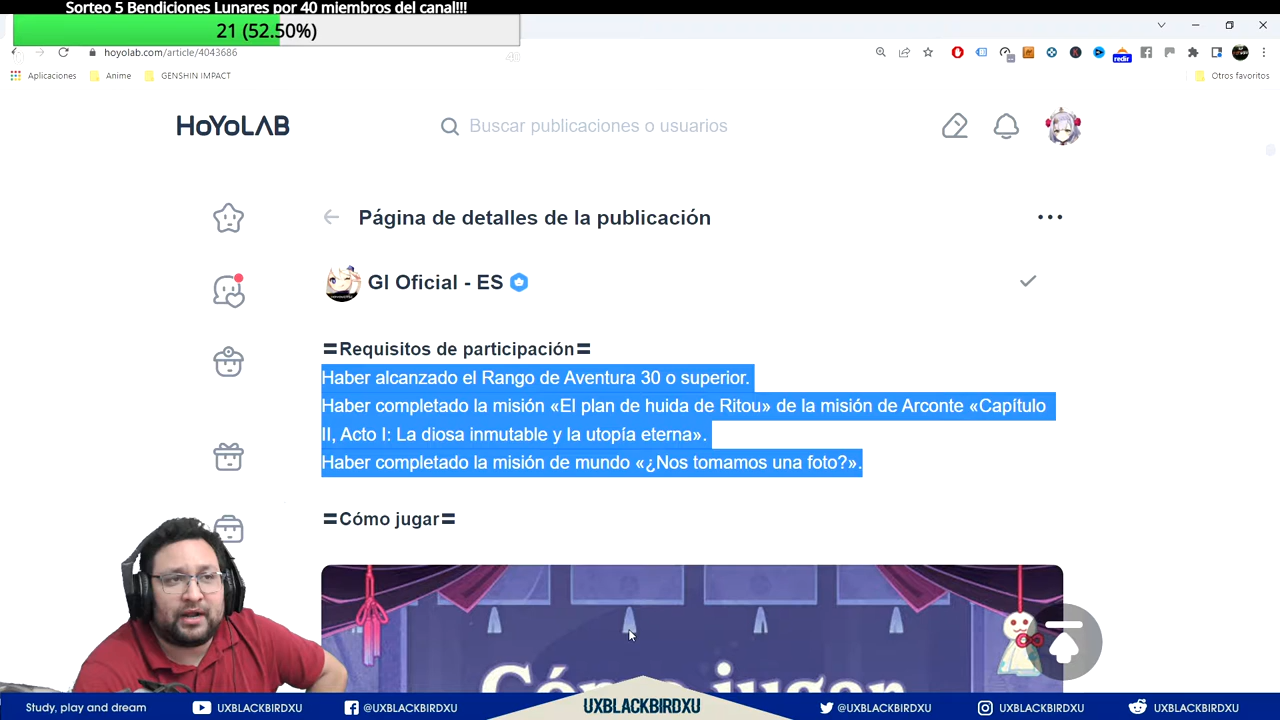 Sorteo 5 Bendiciones Lunares por 40 miembros del canal!!!
21 (52.50%)
hoyolab.com/article/4043686
redir
Aplicaciones
Anime
GENSHIN IMPACT
Otros favoritos
HoYoLAB
Buscar publicaciones o usuarios
Página de detalles de la publicación
GI Oficial - ES
〓Requisitos de participación〓
Haber alcanzado el Rango de Aventura 30 o superior.
Haber completado la misión «El plan de huida de Ritou» de la misión de Arconte «Capítulo
II, Acto I: La diosa inmutable y la utopía eterna».
Haber completado la misión de mundo «¿Nos tomamos una foto?».
〓Cómo jugar〓
Cómo jugar
Study, play and dream
UXBLACKBIRDXU
@UXBLACKBIRDXU
UXBLACKBIRDXU
@UXBLACKBIRDXU
UXBLACKBIRDXU
UXBLACKBIRDXU